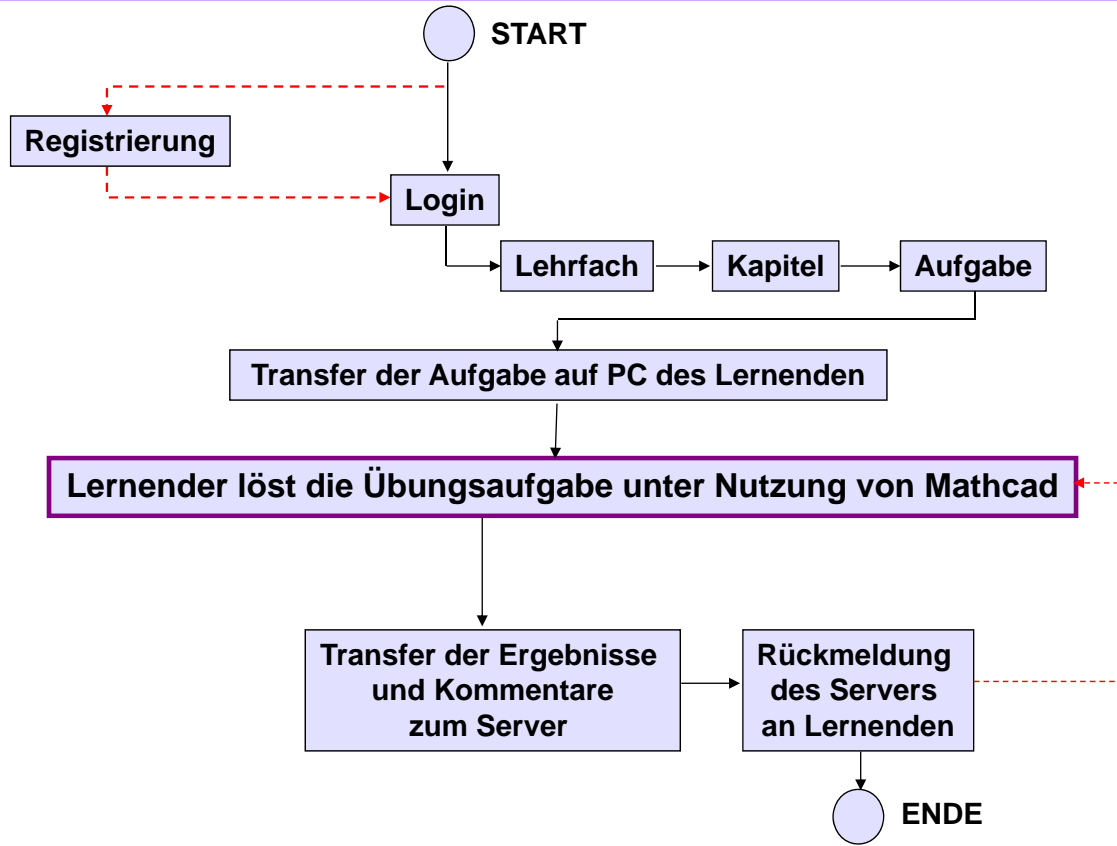 START
Registrierung
Login
Lehrfach
Kapitel
Aufgabe
Transfer der Aufgabe auf PC des Lernenden
Lernender löst die Übungsaufgabe unter Nutzung von Mathcad
Transfer der Ergebnisse
und Kommentare
zum Server
Rückmeldung
des Servers
an Lernenden
ENDE